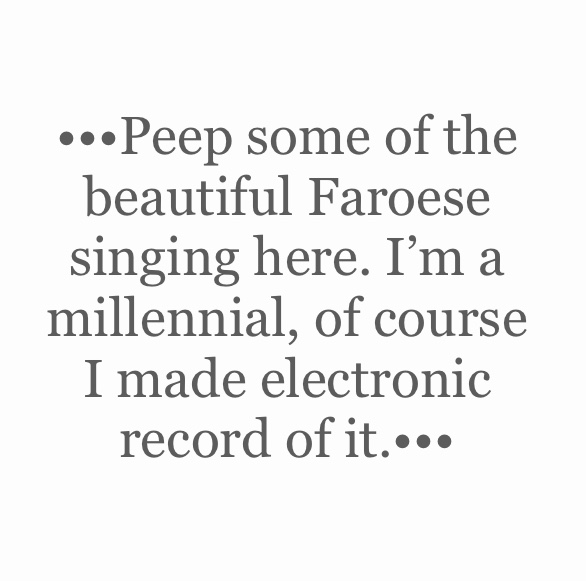 •••Peep some of the
beautiful Faroese
singing here. I’m a
millennial, of course
I made electronic
record of it.•••